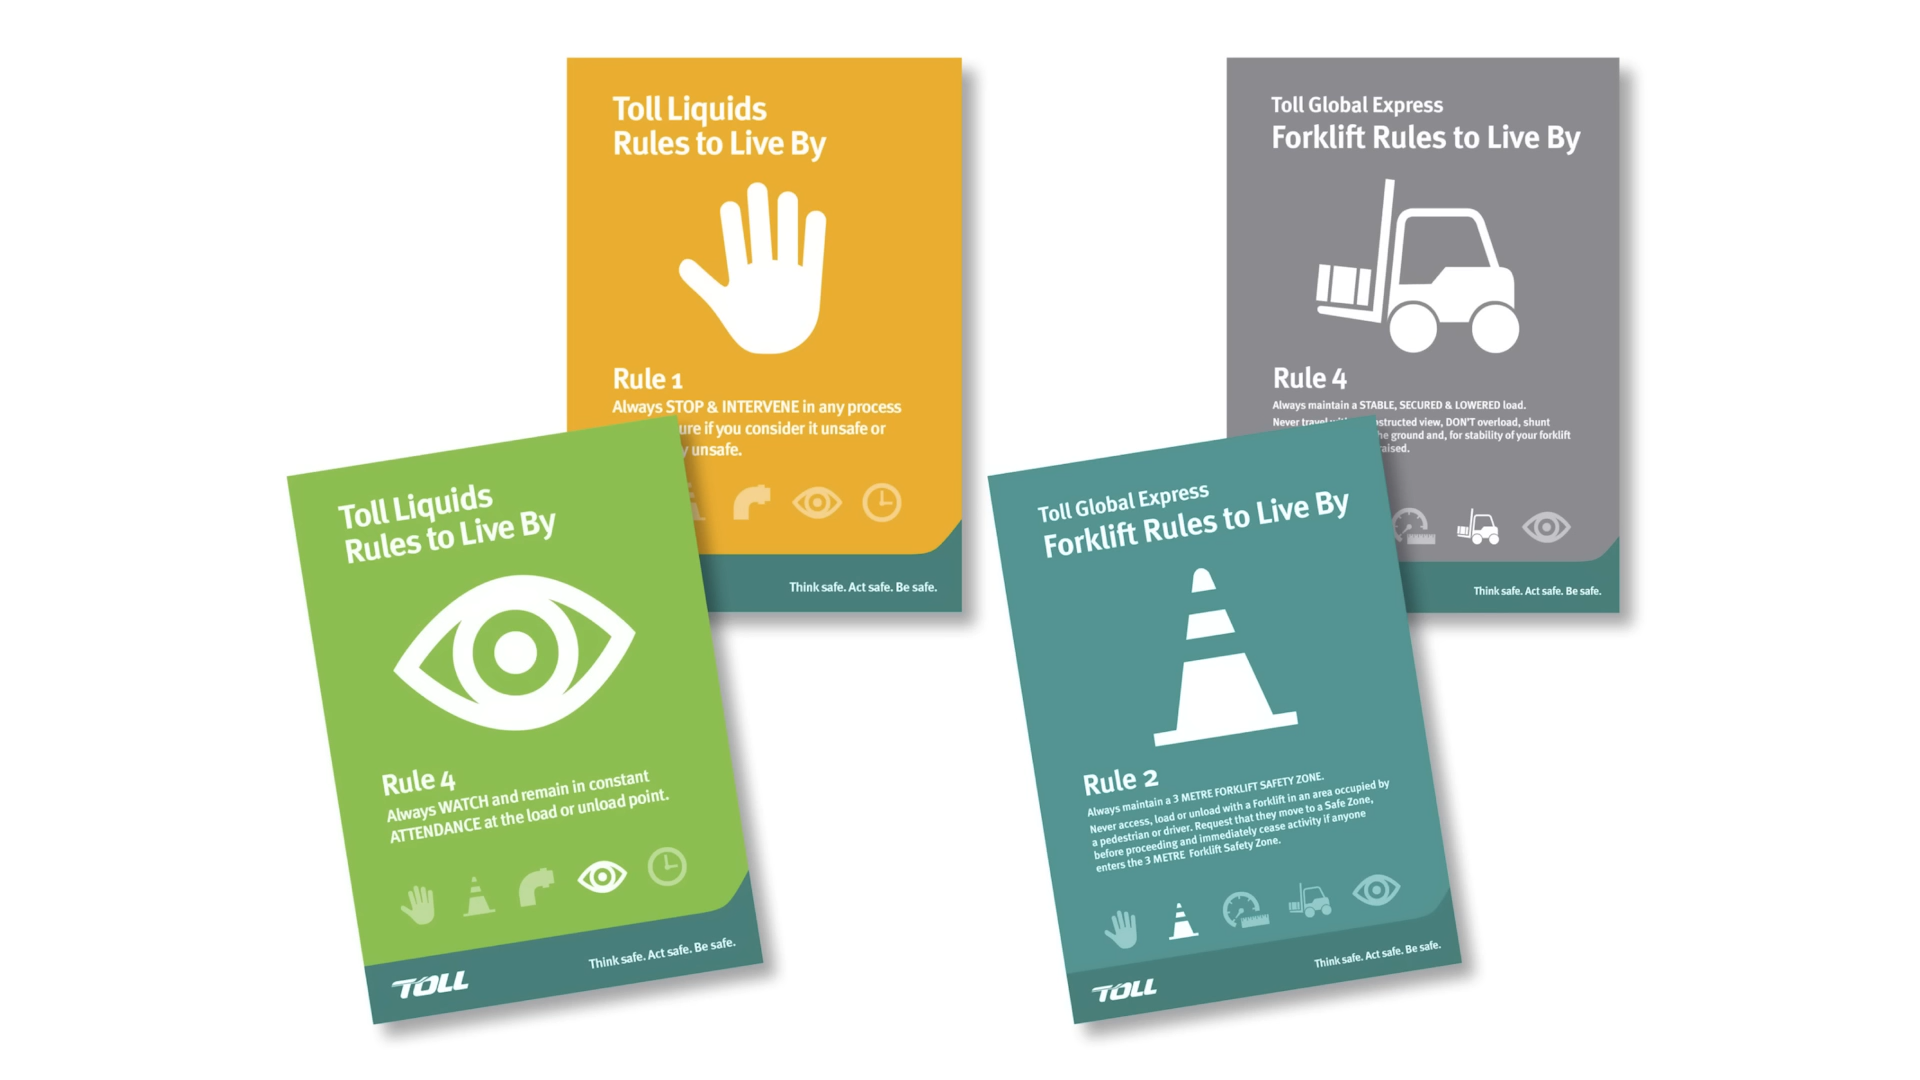 Toll Liquids
Rules to Live By
Rule 1
Always STOP & INTERVENE in any process
if you consider it unsafe or
unsafe.
Think safe. Act safe. Be safe.
Toll Global Express
Forklift Rules to Live By
Rule 4
Always maintain a STABLE, SECURED & LOWERED load.
Never travel view, DON'T overload, shunt
the ground and, for stability of your forklift
raised.
Think safe. Act safe. Be safe.
Toll Liquids
Rules to Live By
Rule 4
Always WATCH and remain in constant
ATTENDANCE at the load or unload point.
TOLL
Think safe. Act safe. Be safe.
Toll Global Express
Forklift Rules to Live By
Rule 2
Always maintain a 3 METRE FORKLIFT SAFETY ZONE.
Never access, load or unload with a Forklift in an area occupied by
a pedestrian or driver. Request that they move to a Safe Zone,
before proceeding and immediately cease activity if anyone
enters the 3 METRE Forklift Safety Zone.
TOLL
Think safe. Act safe. Be safe.